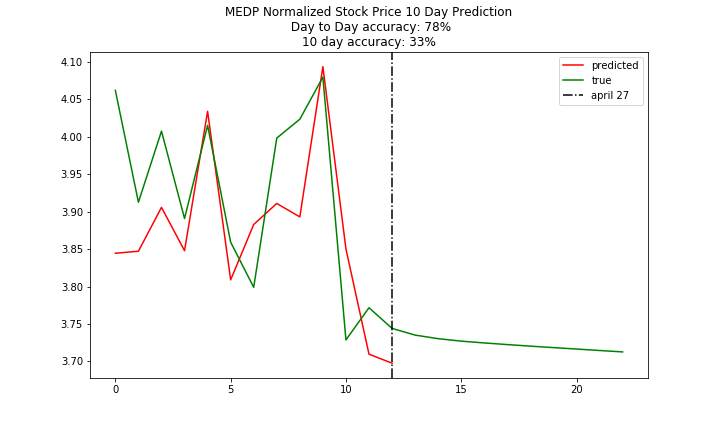 MEDP Normalized Stock Price 10 Day Prediction
Day to Day accuracy: 78%
10 day accuracy: 33%
predicted
true
april 27
4.10
4.05
4.00
3.95
3.90
3.85
3.80
3.75
3.70
0
5
10
15
20